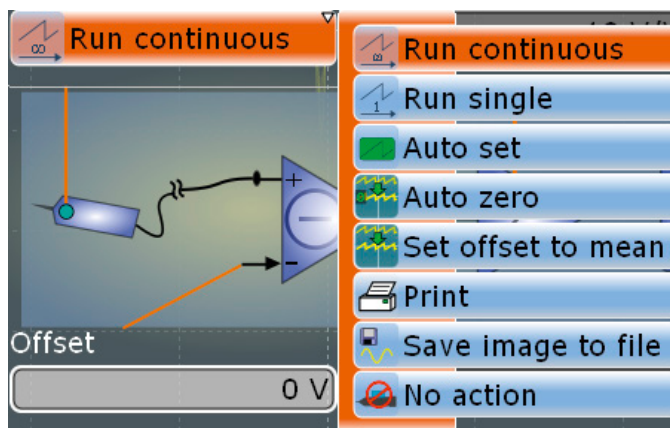 Run continuous
Offset
0 V
Run continuous
Run single
Auto set
Auto zero
Set offset to mean
Print
Save image to file
No action